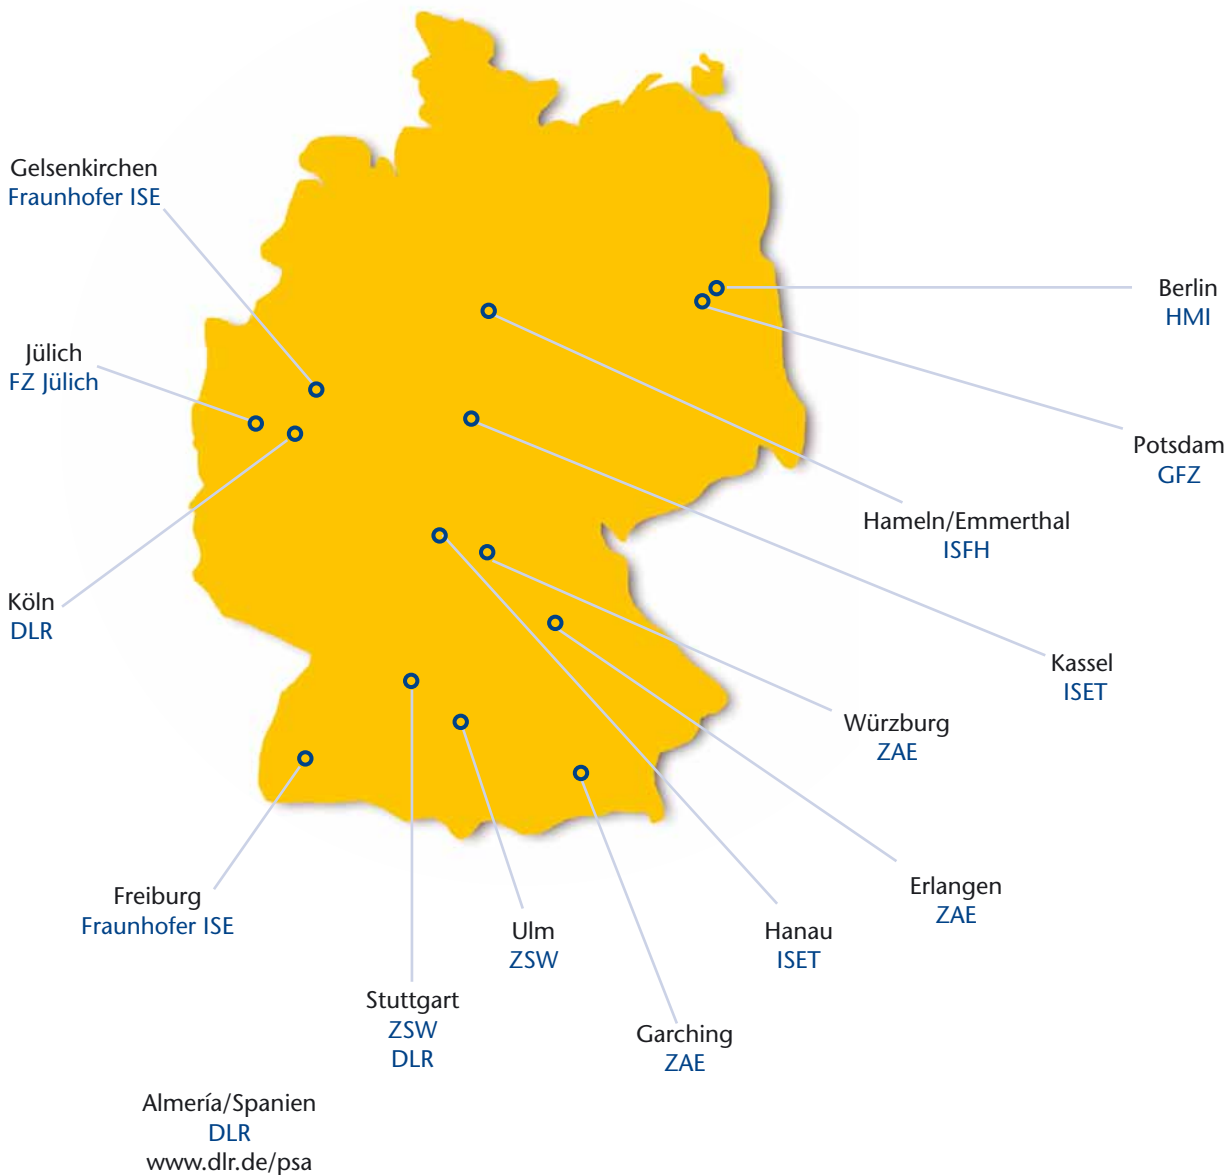 Gelsenkirchen
Fraunhofer ISE
Berlin
HMI
Jülich
FZ Jülich
Potsdam
GFZ
Hameln/Emmerthal
ISFH
Köln
DLR
Kassel
ISET
Würzburg
ZAE
Erlangen
ZAE
Freiburg
Fraunhofer ISE
Ulm
ZSW
Hanau
ISET
Stuttgart
ZSW
DLR
Garching
ZAE
Almería/Spanien
DLR
www.dlr.de/psa